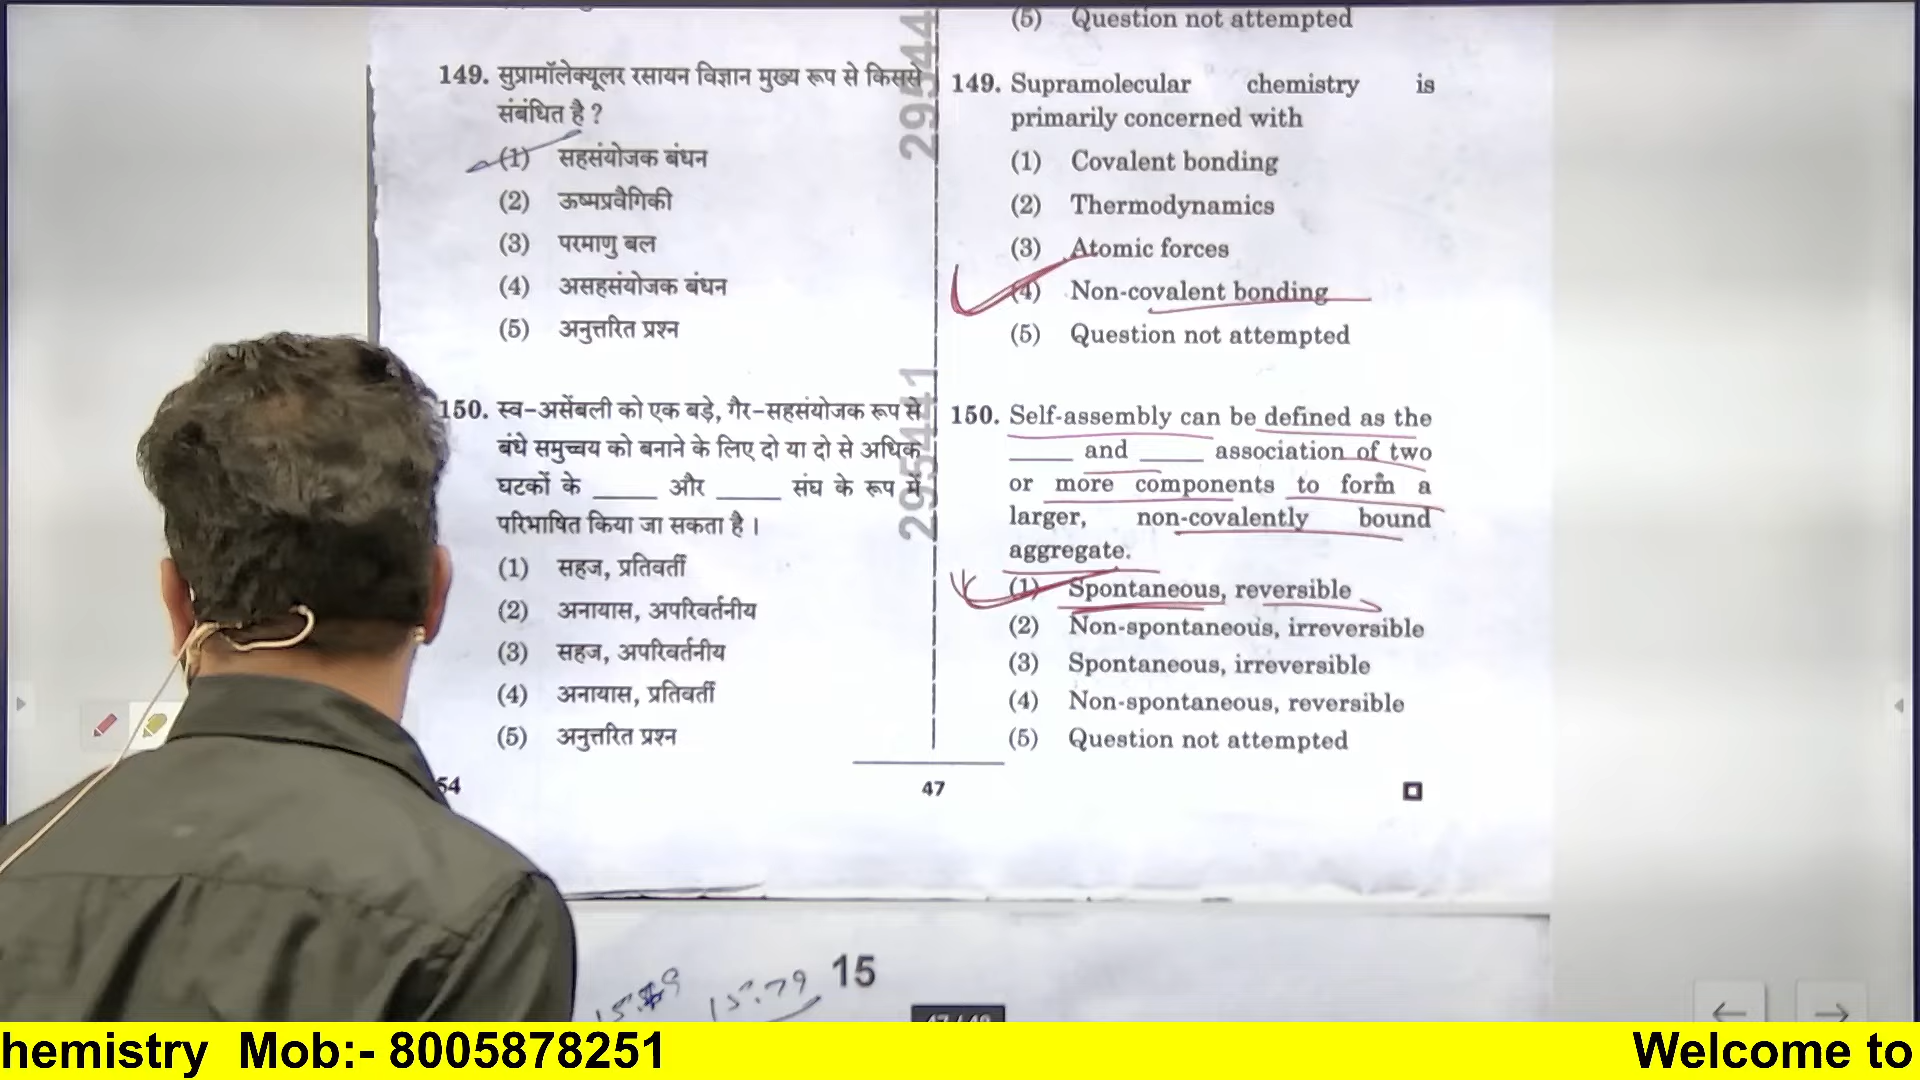 149. सुप्रामॉलेक्यूलर रसायन विज्ञान मुख्य रूप से किससे
संबंधित है ?
(1) सहसंयोजक बंधन
(2) ऊष्मप्रवैगिकी
(3) परमाणु बल
(4) असहसंयोजक बंधन
(5) अनुत्तरित प्रश्न
150. स्व-असेंबली को एक बड़े, गैर-सहसंयोजक रूप से
बंधे समुच्चय को बनाने के लिए दो या दो से अधिक
घटकों के _____ और _____ संघ के रूप में
परिभाषित किया जा सकता है ।
(1) सहज, प्रतिवर्ती
(2) अनायास, अपरिवर्तनीय
(3) सहज, अपरिवर्तनीय
(4) अनायास, प्रतिवर्ती
(5) अनुत्तरित प्रश्न
54
29544
295441
(5) Question not attempted
149. Supramolecular chemistry is
primarily concerned with
(1) Covalent bonding
(2) Thermodynamics
(3) Atomic forces
(4) Non-covalent bonding
(5) Question not attempted
150. Self-assembly can be defined as the
_____ and _____ association of two
or more components to form a
larger, non-covalently bound
aggregate.
(1) Spontaneous, reversible
(2) Non-spontaneous, irreversible
(3) Spontaneous, irreversible
(4) Non-spontaneous, reversible
(5) Question not attempted
47
15.79 15
hemistry Mob:- 8005878251
Welcome to